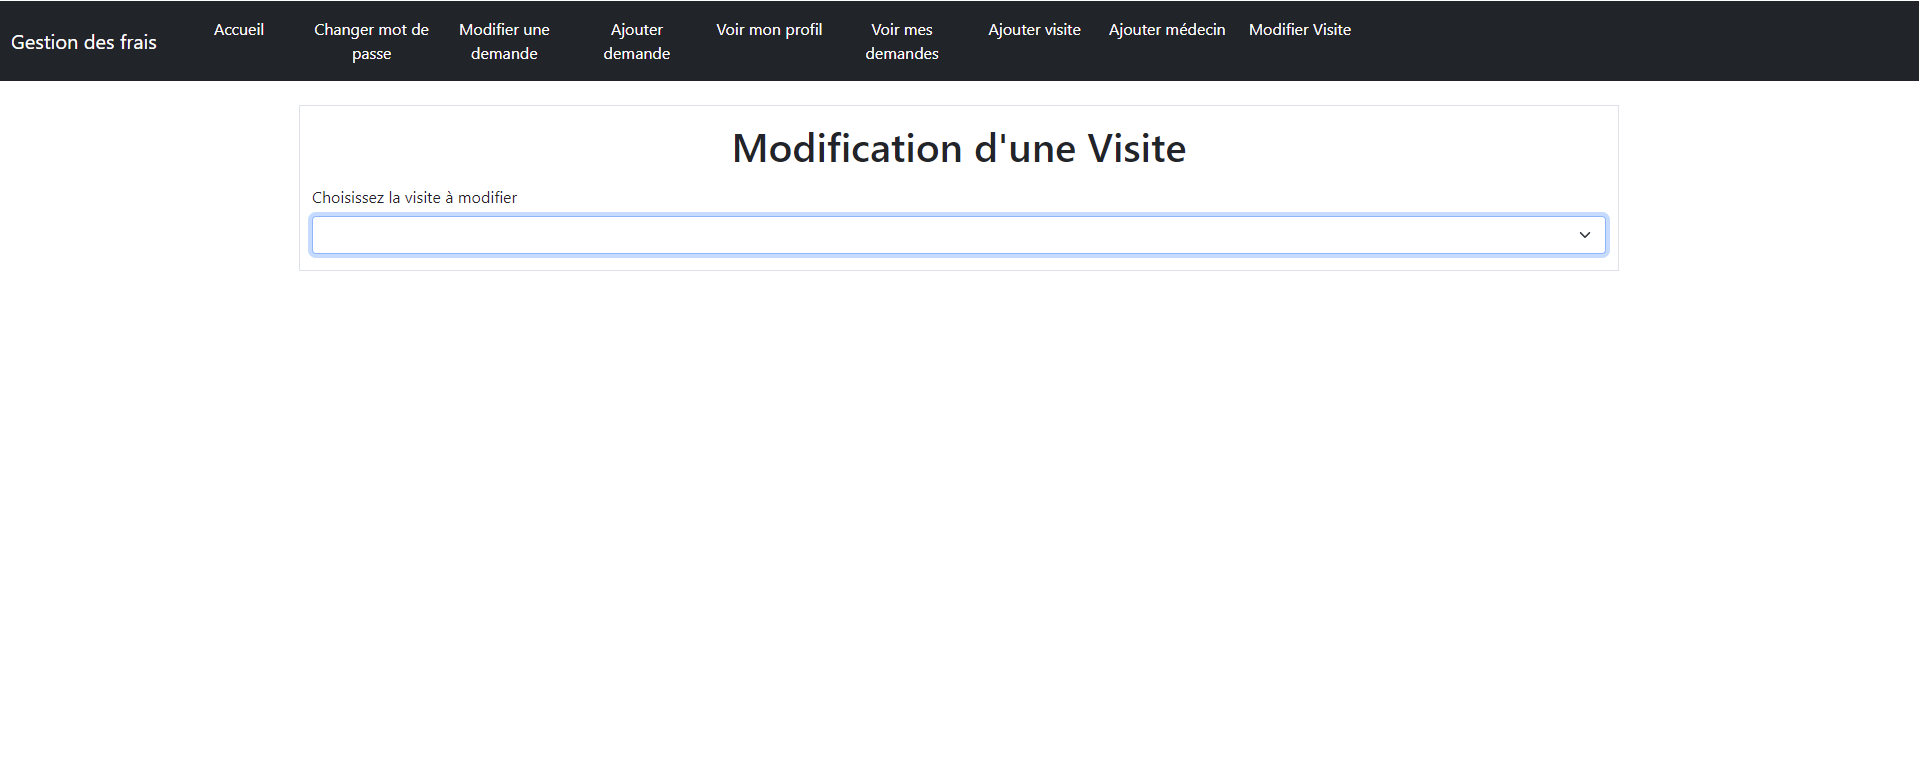 Gestion des frais
Accueil
Changer mot de
passe
Modifier une
demande
Ajouter
demande
Voir mon profil
Voir mes
demandes
Ajouter visite
Ajouter médecin
Modifier Visite
Modification d'une Visite
Choisissez la visite à modifier